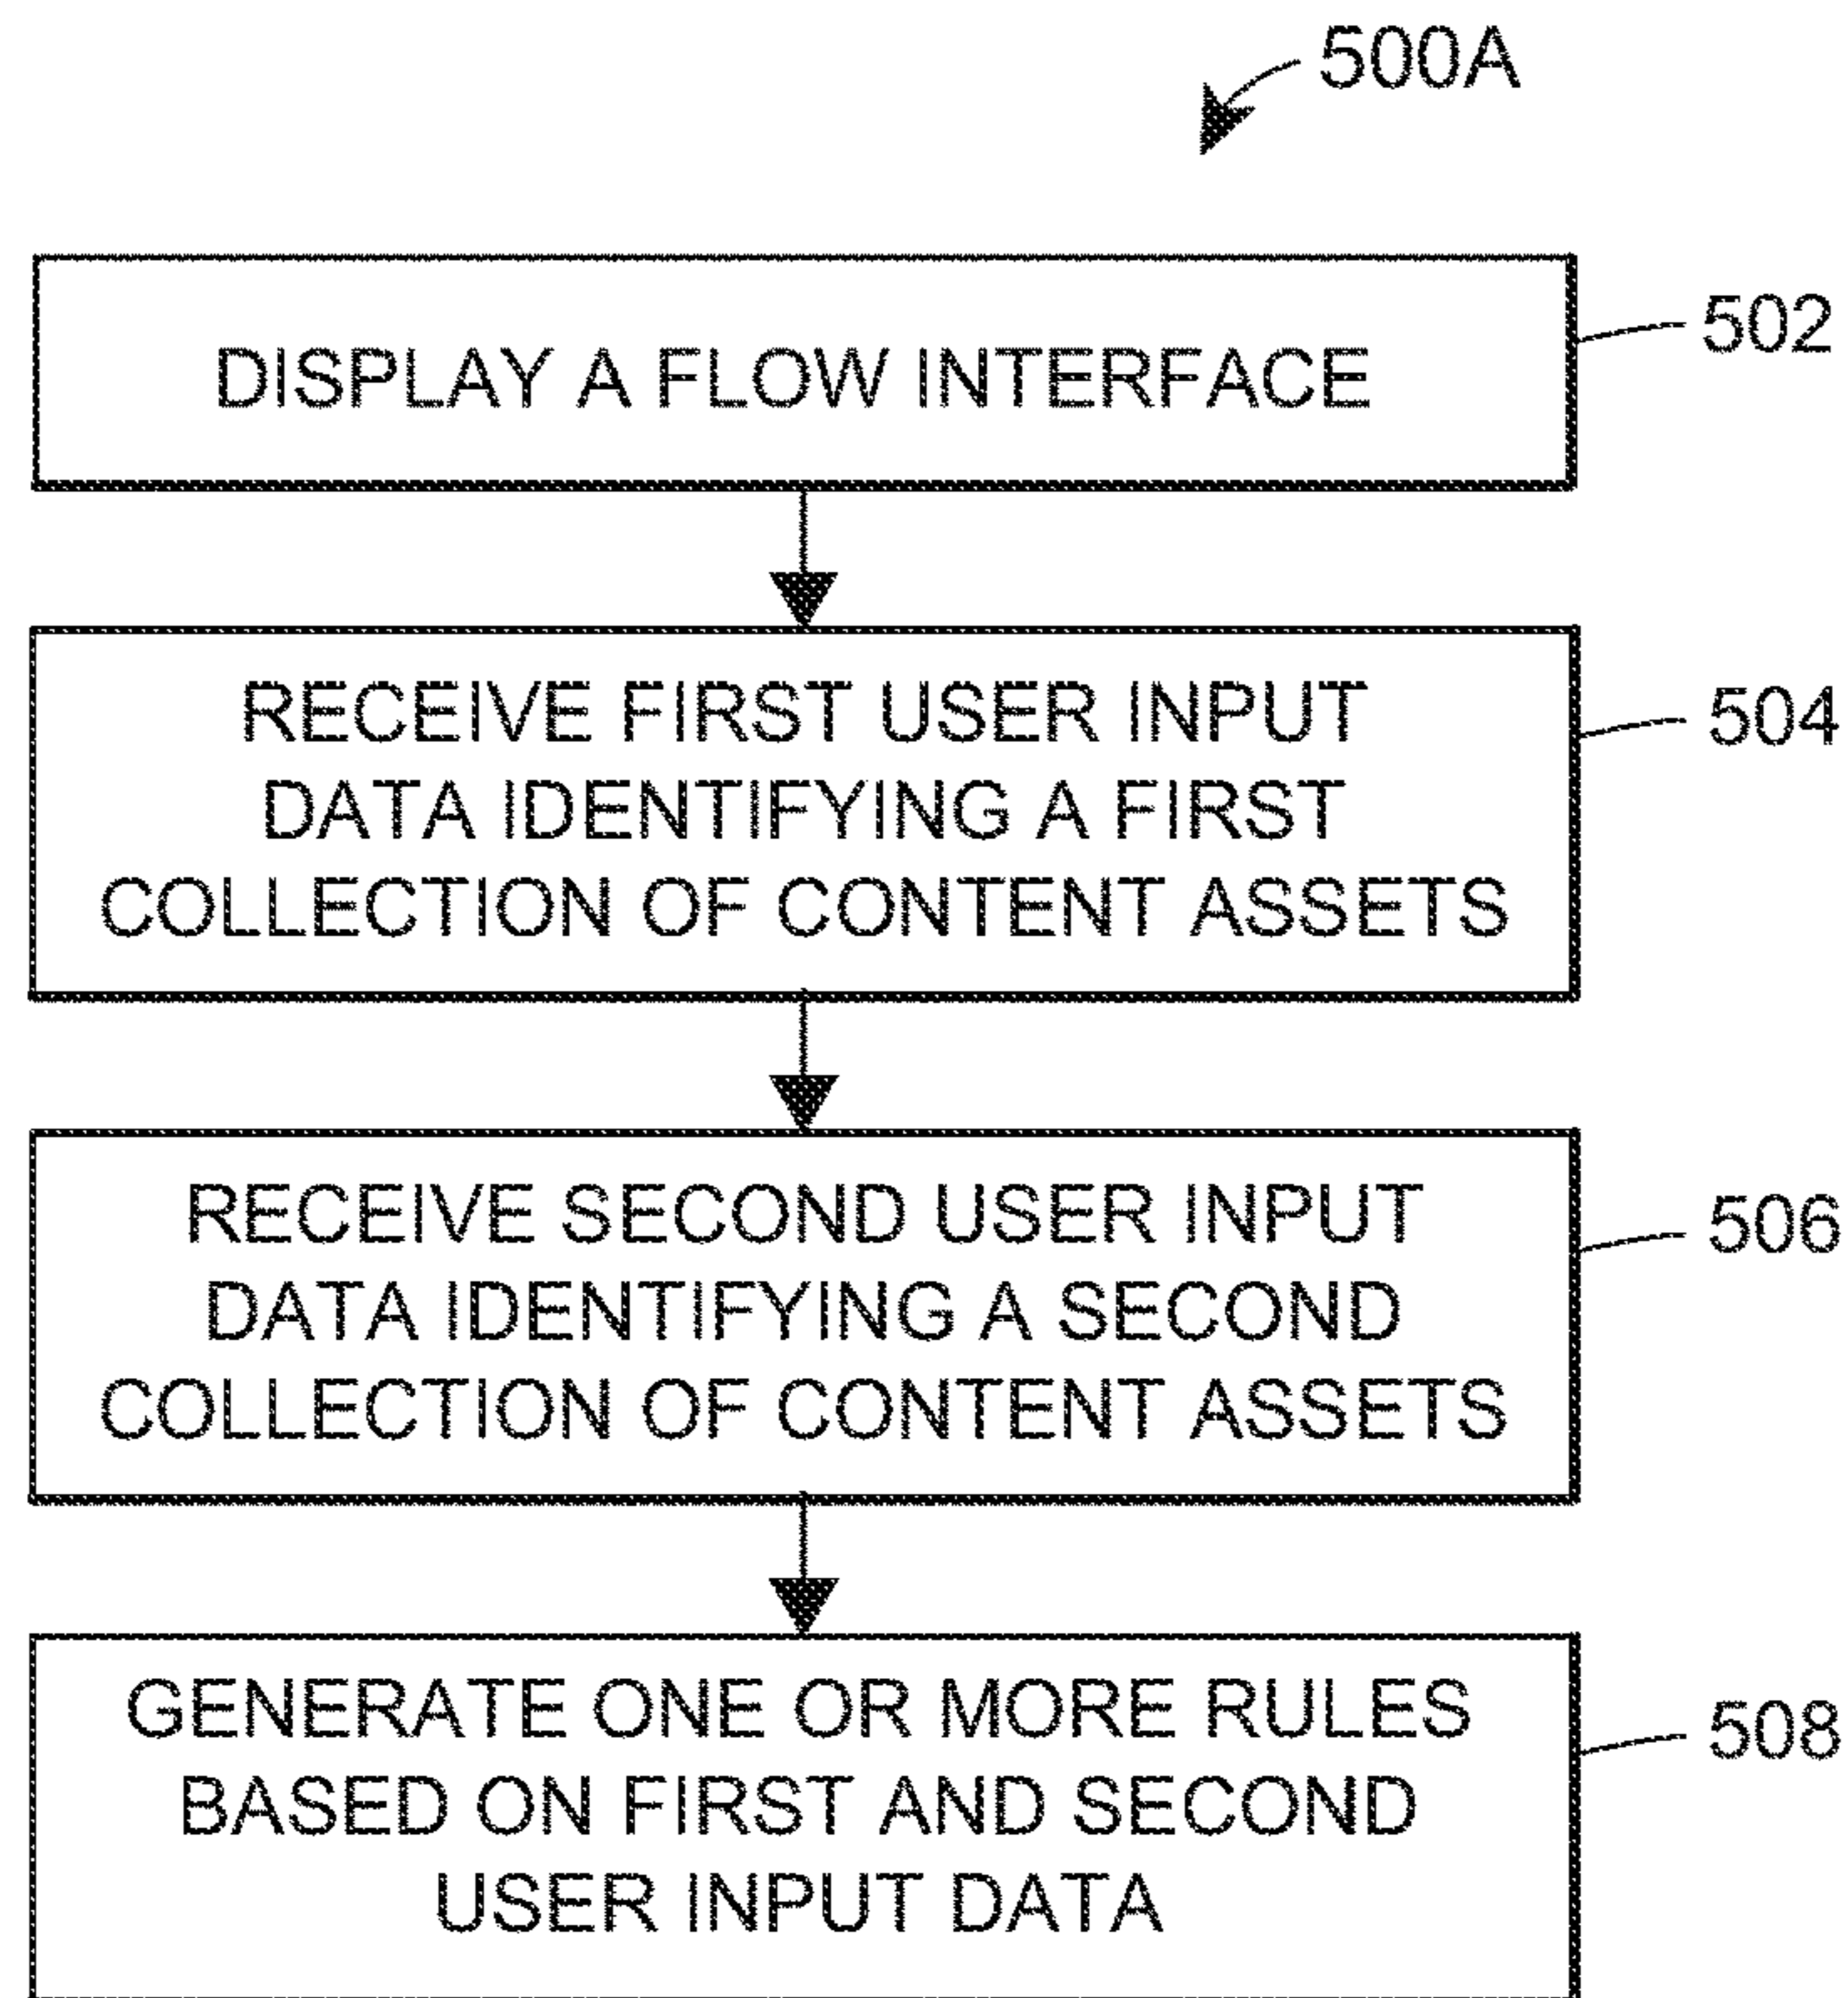 500A
DISPLAY A FLOW INTERFACE
502
RECEIVE FIRST USER INPUT
DATA IDENTIFYING A FIRST
COLLECTION OF CONTENT ASSETS
504
RECEIVE SECOND USER INPUT
DATA IDENTIFYING A SECOND
COLLECTION OF CONTENT ASSETS
506
GENERATE ONE OR MORE RULES
BASED ON FIRST AND SECOND
USER INPUT DATA
508